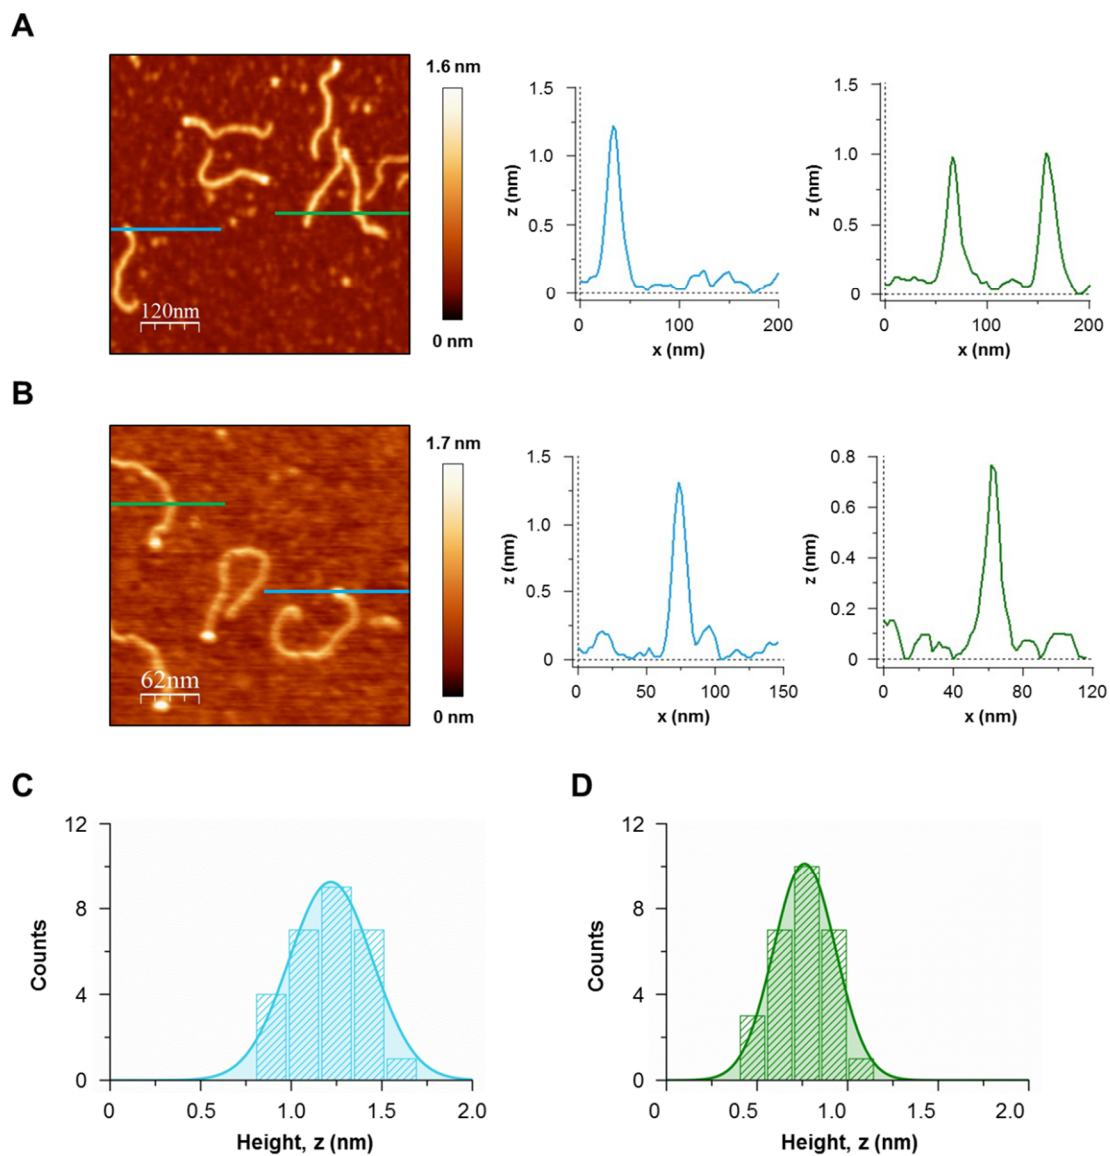 A
1.6 nm
0 nm
120nm
z (nm)
1.5
1.0
0.5
0
0 100 200
x (nm)
z (nm)
1.5
1.0
0.5
0
0 100 200
x (nm)
B
1.7 nm
0 nm
62nm
z (nm)
1.5
1.0
0.5
0
0 50 100 150
x (nm)
z (nm)
0.8
0.6
0.4
0.2
0
0 40 80 120
x (nm)
C
Counts
12
8
4
0
0 0.5 1.0 1.5 2.0
Height, z (nm)
D
Counts
12
8
4
0
0 0.5 1.0 1.5 2.0
Height, z (nm)